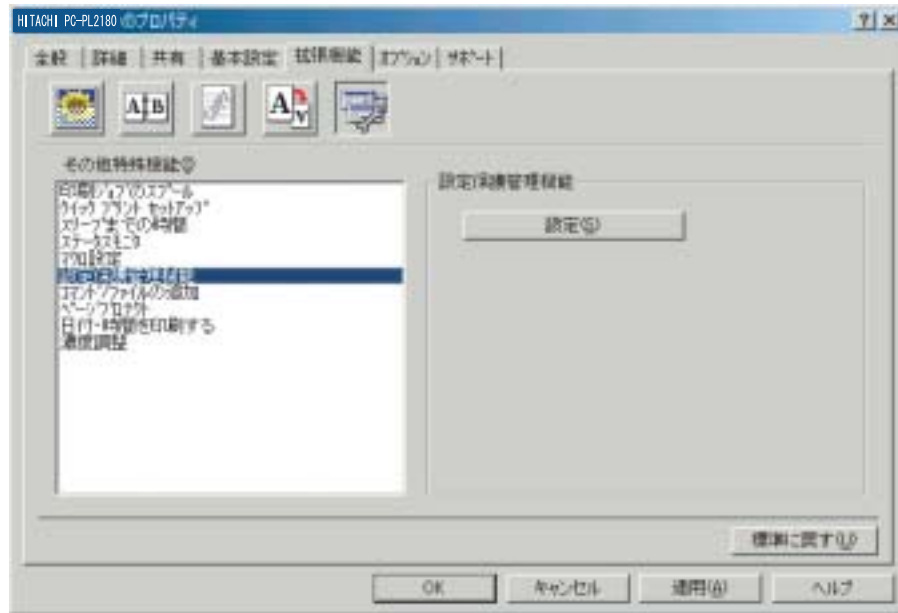 HITACHI PC-PL2180 のプロパティ
全般 詳細 共有 基本設定 拡張機能 オプション サポート
その他特殊機能
印刷ジョブのスプール
クイック プリント セットアップ
スリープまでの時間
ステータスモニタ
マクロ設定
設定保護管理機能
コマンド/ファイルの追加
ページプロテクト
日付・時間を印刷する
濃度調整
設定保護管理機能
設定(S)
標準に戻す(U)
OK キャンセル 適用(A) ヘルプ